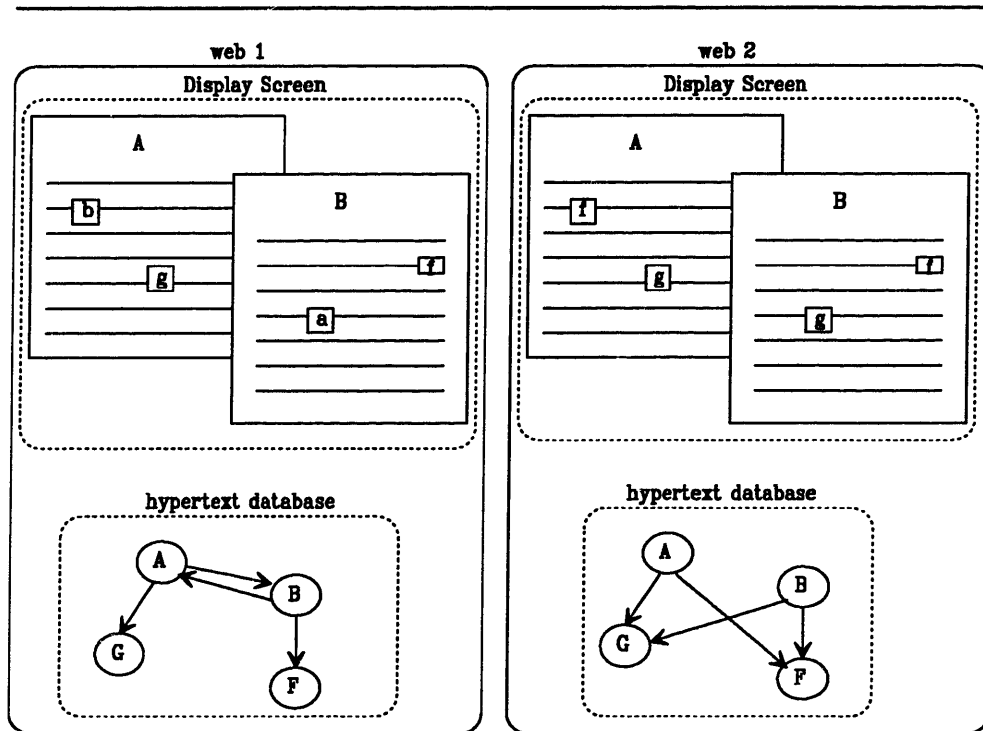 web 1
Display Screen
A
b
g
B
f
a
hypertext database
A
B
G
F
web 2
Display Screen
A
f
g
B
f
g
hypertext database
A
B
G
F